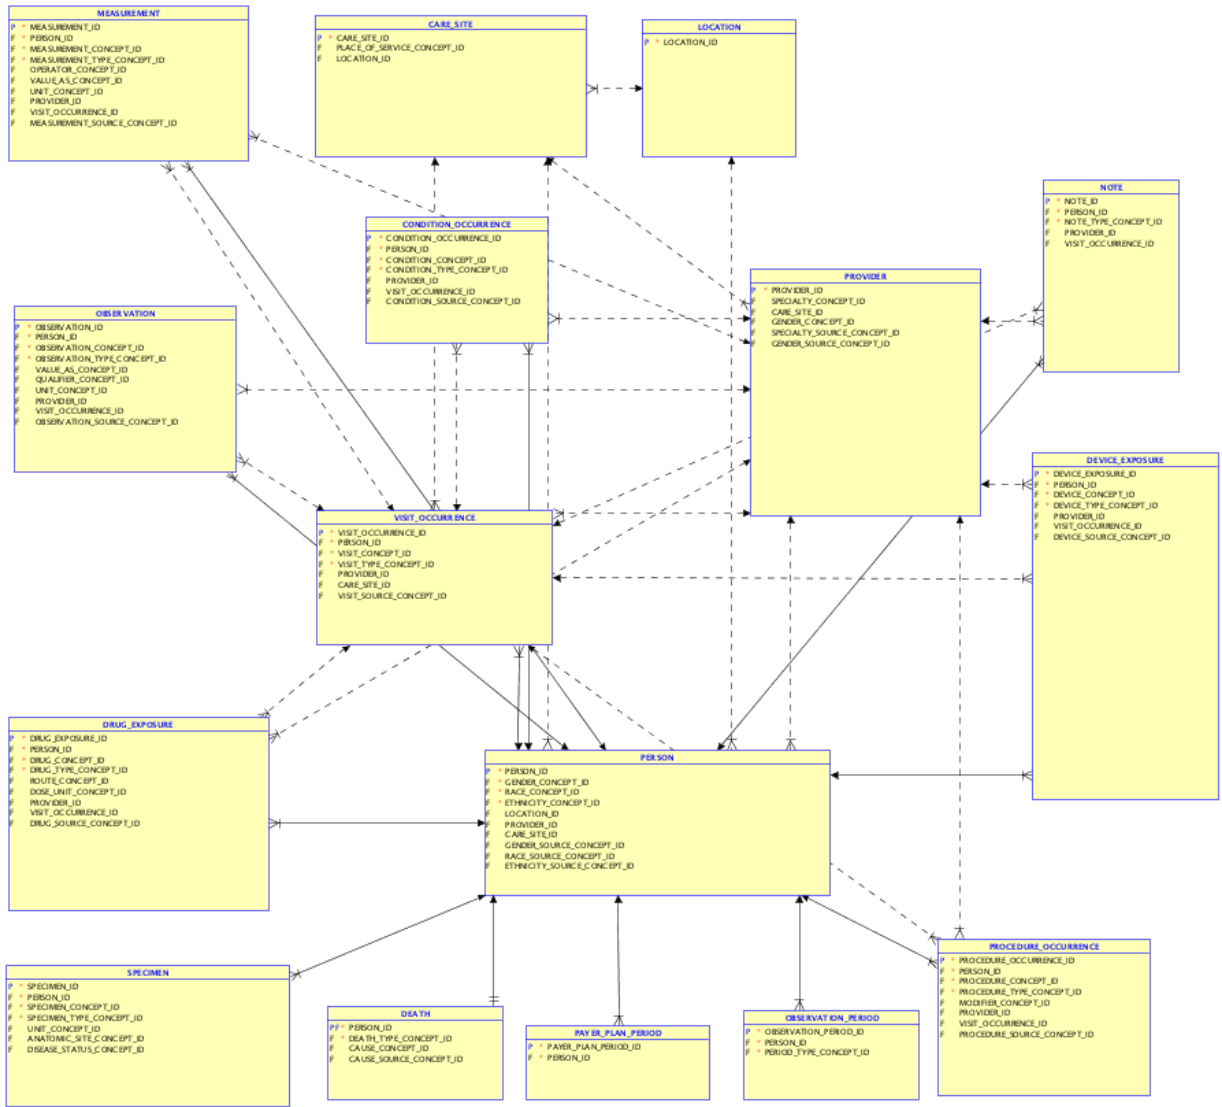 MEASUREMENT
P * MEASUREMENT_ID
F * PERSON_ID
F * MEASUREMENT_CONCEPT_ID
F * MEASUREMENT_TYPE_CONCEPT_ID
F OPERATOR_CONCEPT_ID
F VALUE_AS_CONCEPT_ID
F UNIT_CONCEPT_ID
F PROVIDER_ID
F VISIT_OCCURRENCE_ID
F MEASUREMENT_SOURCE_CONCEPT_ID
CARE_SITE
P * CARE_SITE_ID
F PLACE_OF_SERVICE_CONCEPT_ID
F LOCATION_ID
LOCATION
P * LOCATION_ID
NOTE
P * NOTE_ID
F * PERSON_ID
F * NOTE_TYPE_CONCEPT_ID
F PROVIDER_ID
F VISIT_OCCURRENCE_ID
CONDITION_OCCURRENCE
P * CONDITION_OCCURRENCE_ID
F * PERSON_ID
F * CONDITION_CONCEPT_ID
F * CONDITION_TYPE_CONCEPT_ID
F PROVIDER_ID
F VISIT_OCCURRENCE_ID
F CONDITION_SOURCE_CONCEPT_ID
PROVIDER
P * PROVIDER_ID
F SPECIALTY_CONCEPT_ID
F CARE_SITE_ID
F GENDER_CONCEPT_ID
F SPECIALTY_SOURCE_CONCEPT_ID
F GENDER_SOURCE_CONCEPT_ID
OBSERVATION
P * OBSERVATION_ID
F * PERSON_ID
F * OBSERVATION_CONCEPT_ID
F * OBSERVATION_TYPE_CONCEPT_ID
F VALUE_AS_CONCEPT_ID
F QUALIFIER_CONCEPT_ID
F UNIT_CONCEPT_ID
F PROVIDER_ID
F VISIT_OCCURRENCE_ID
F OBSERVATION_SOURCE_CONCEPT_ID
DEVICE_EXPOSURE
P * DEVICE_EXPOSURE_ID
F * PERSON_ID
F * DEVICE_CONCEPT_ID
F * DEVICE_TYPE_CONCEPT_ID
F PROVIDER_ID
F VISIT_OCCURRENCE_ID
F DEVICE_SOURCE_CONCEPT_ID
VISIT_OCCURRENCE
P * VISIT_OCCURRENCE_ID
F * PERSON_ID
F * VISIT_CONCEPT_ID
F * VISIT_TYPE_CONCEPT_ID
F PROVIDER_ID
F CARE_SITE_ID
F VISIT_SOURCE_CONCEPT_ID
DRUG_EXPOSURE
P * DRUG_EXPOSURE_ID
F * PERSON_ID
F * DRUG_CONCEPT_ID
F * DRUG_TYPE_CONCEPT_ID
F ROUTE_CONCEPT_ID
F DOSE_UNIT_CONCEPT_ID
F PROVIDER_ID
F VISIT_OCCURRENCE_ID
F DRUG_SOURCE_CONCEPT_ID
PERSON
P * PERSON_ID
F * GENDER_CONCEPT_ID
F * RACE_CONCEPT_ID
F * ETHNICITY_CONCEPT_ID
F LOCATION_ID
F PROVIDER_ID
F CARE_SITE_ID
F GENDER_SOURCE_CONCEPT_ID
F RACE_SOURCE_CONCEPT_ID
F ETHNICITY_SOURCE_CONCEPT_ID
SPECIMEN
P * SPECIMEN_ID
F * PERSON_ID
F * SPECIMEN_CONCEPT_ID
F * SPECIMEN_TYPE_CONCEPT_ID
F UNIT_CONCEPT_ID
F ANATOMIC_SITE_CONCEPT_ID
F DISEASE_STATUS_CONCEPT_ID
DEATH
PF * PERSON_ID
F * DEATH_TYPE_CONCEPT_ID
F CAUSE_CONCEPT_ID
F CAUSE_SOURCE_CONCEPT_ID
PAYER_PLAN_PERIOD
P * PAYER_PLAN_PERIOD_ID
F * PERSON_ID
OBSERVATION_PERIOD
P * OBSERVATION_PERIOD_ID
F * PERSON_ID
F * PERIOD_TYPE_CONCEPT_ID
PROCEDURE_OCCURRENCE
P * PROCEDURE_OCCURRENCE_ID
F * PERSON_ID
F * PROCEDURE_CONCEPT_ID
F * PROCEDURE_TYPE_CONCEPT_ID
F MODIFIER_CONCEPT_ID
F PROVIDER_ID
F VISIT_OCCURRENCE_ID
F PROCEDURE_SOURCE_CONCEPT_ID